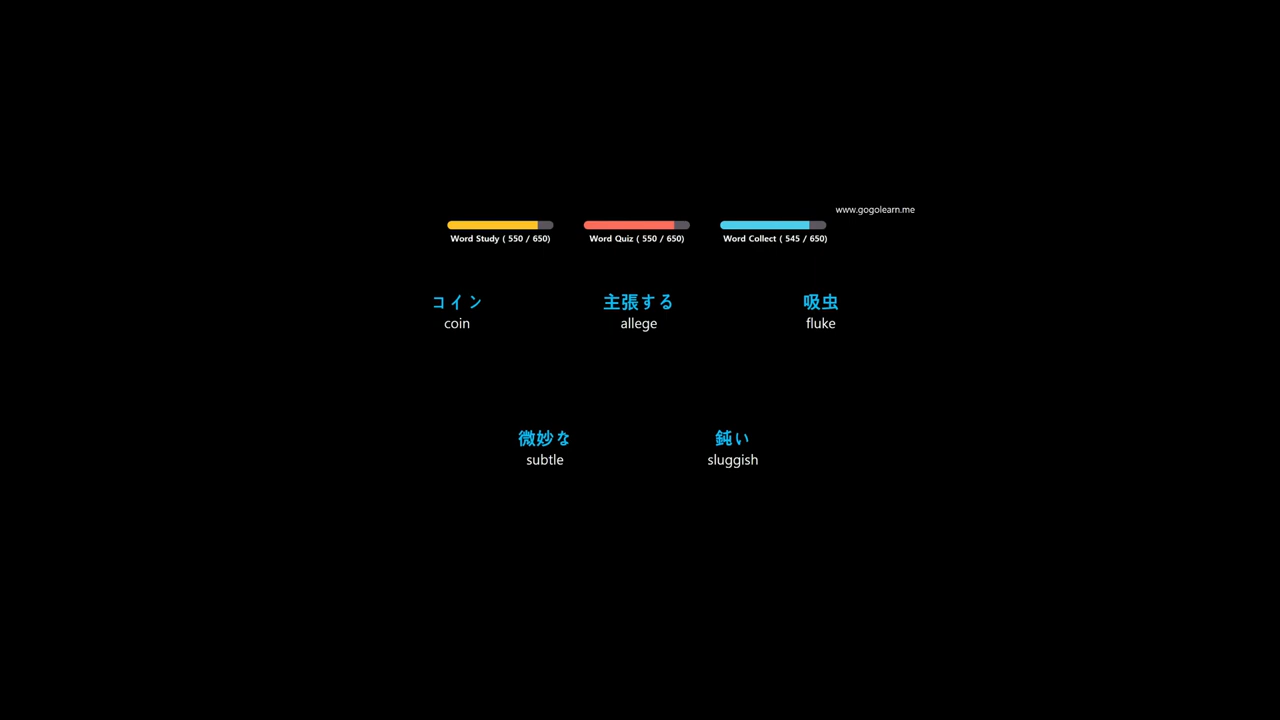 www.gogolearn.me
Word Study ( 550 / 650)
Word Quiz ( 550 / 650)
Word Collect ( 545 / 650)
コイン
coin
主張する
allege
吸虫
fluke
微妙な
subtle
鈍い
sluggish